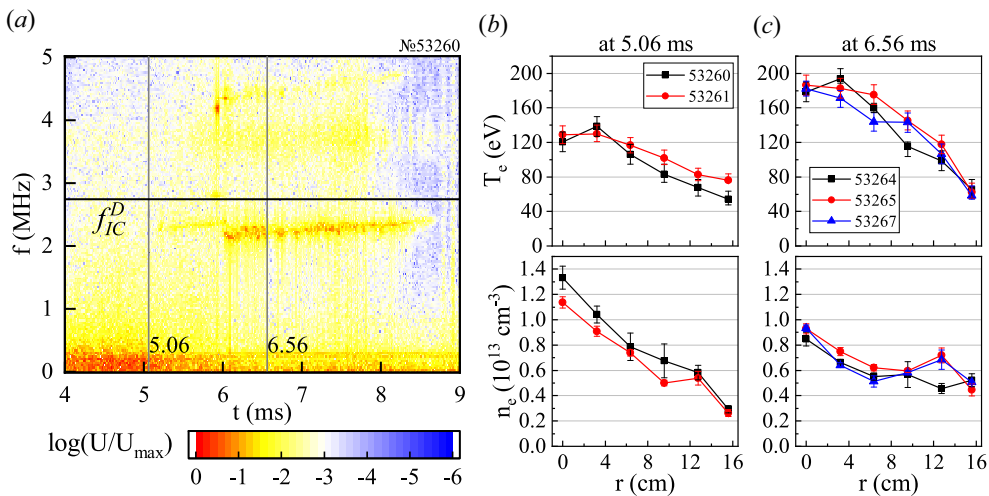 (a)
№53260
5
4
3
2
1
0
f (MHz)
f_IC^D
5.06
6.56
4 5 6 7 8 9
t (ms)
log(U/U_max)
0 -1 -2 -3 -4 -5 -6
(b)
at 5.06 ms
200
160
120
80
40
0
T_e (eV)
53260
53261
1.4
1.2
1.0
0.8
0.6
0.4
0.2
0.0
n_e (10^13 cm^-3)
0 4 8 12 16
r (cm)
(c)
at 6.56 ms
200
160
120
80
40
0
53264
53265
53267
1.4
1.2
1.0
0.8
0.6
0.4
0.2
0.0
0 4 8 12 16
r (cm)